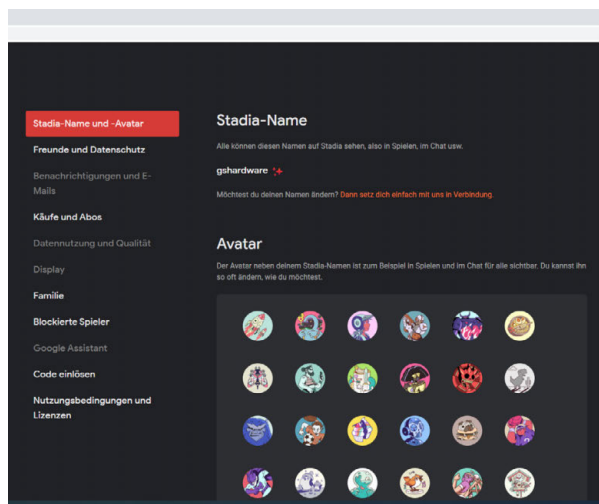 Stadia-Name und -Avatar
Freunde und Datenschutz
Benachrichtigungen und E-
Mails
Käufe und Abos
Datennutzung und Qualität
Display
Familie
Blockierte Spieler
Google Assistant
Code einlösen
Nutzungsbedingungen und
Lizenzen
Stadia-Name
Alle können diesen Namen auf Stadia sehen, also in Spielen, im Chat usw.
gshardware
Möchtest du deinen Namen ändern? Dann setz dich einfach mit uns in Verbindung.
Avatar
Der Avatar neben deinem Stadia-Namen ist zum Beispiel in Spielen und im Chat für alle sichtbar. Du kannst ihn
so oft ändern, wie du möchtest.